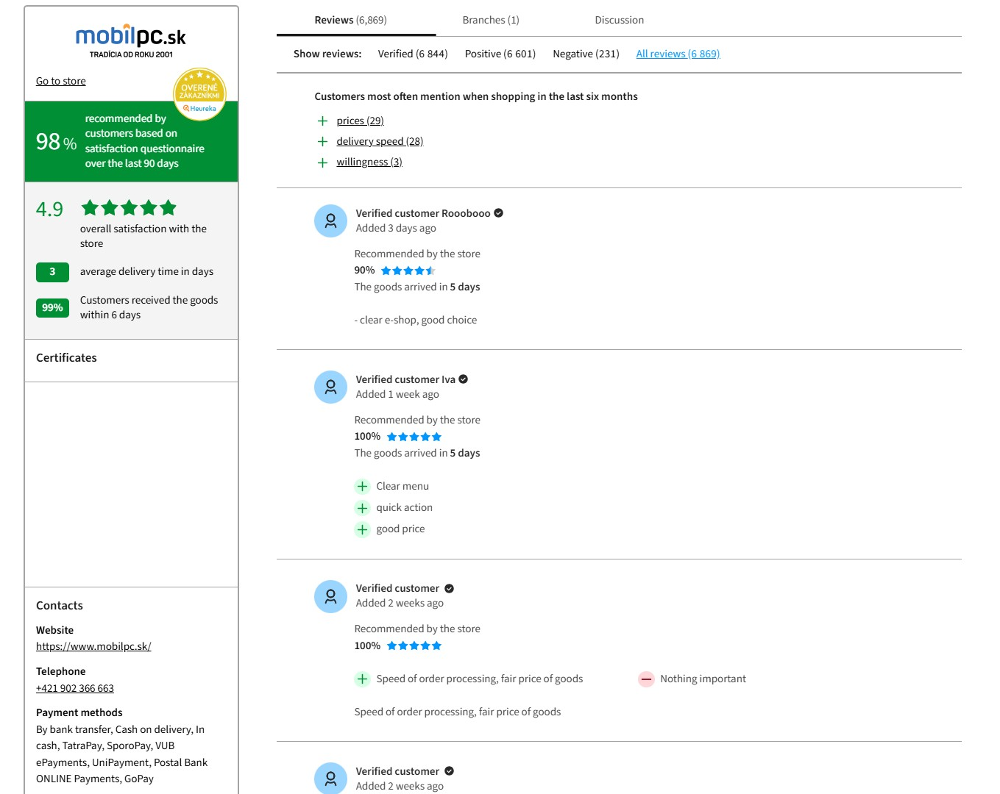 mobilpc.sk
TRADÍCIA OD ROKU 2001
Go to store
OVERENÉ
ZÁKAZNÍKMI
Heureka
98 %
recommended by
customers based on
satisfaction questionnaire
over the last 90 days
4.9
overall satisfaction with the
store
3
average delivery time in days
99%
Customers received the goods
within 6 days
Certificates
Contacts
Website
https://www.mobilpc.sk/
Telephone
+421 902 366 663
Payment methods
By bank transfer, Cash on delivery, In
cash, TatraPay, SporoPay, VUB
ePayments, UniPayment, Postal Bank
ONLINE Payments, GoPay
Reviews (6,869) Branches (1) Discussion
Show reviews: Verified (6 844) Positive (6 601) Negative (231) All reviews (6 869)
Customers most often mention when shopping in the last six months
prices (29)
delivery speed (28)
willingness (3)
Verified customer Rooobooo
Added 3 days ago
Recommended by the store
90%
The goods arrived in 5 days
- clear e-shop, good choice
Verified customer Iva
Added 1 week ago
Recommended by the store
100%
The goods arrived in 5 days
Clear menu
quick action
good price
Verified customer
Added 2 weeks ago
Recommended by the store
100%
Speed of order processing, fair price of goods
Nothing important
Speed of order processing, fair price of goods
Verified customer
Added 2 weeks ago